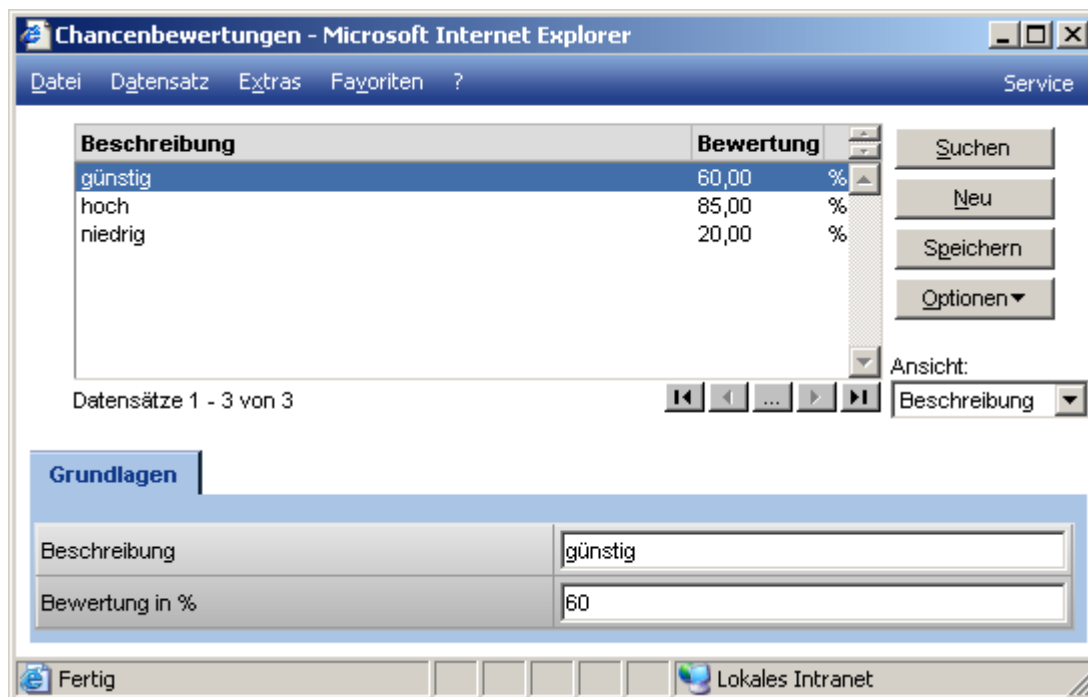 Chancenbewertungen - Microsoft Internet Explorer
Datei Datensatz Extras Favoriten ? Service
Beschreibung Bewertung
günstig 60,00 %
hoch 85,00 %
niedrig 20,00 %
Suchen
Neu
Speichern
Optionen
Ansicht:
Beschreibung
Datensätze 1 - 3 von 3 ...
Grundlagen
Beschreibung günstig
Bewertung in % 60
Fertig Lokales Intranet